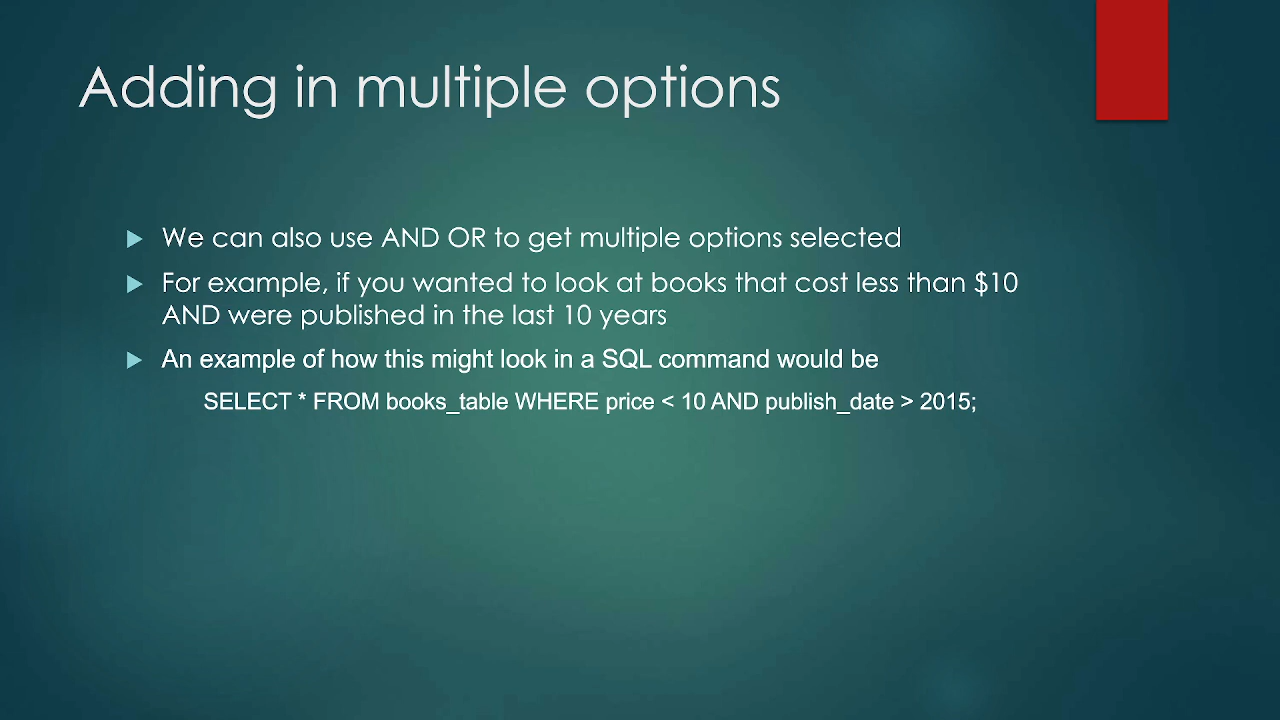 Adding in multiple options
We can also use AND OR to get multiple options selected
For example, if you wanted to look at books that cost less than $10
AND were published in the last 10 years
An example of how this might look in a SQL command would be
SELECT * FROM books_table WHERE price < 10 AND publish_date > 2015;